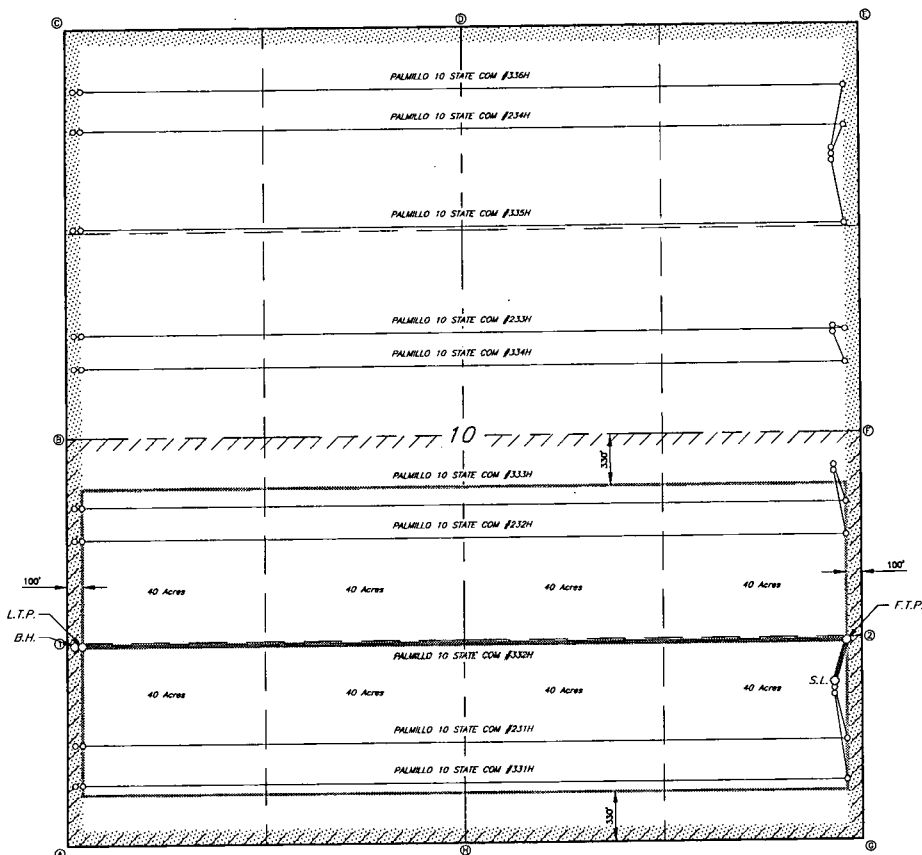 C
D
E
PALMILLO 10 STATE COM #336H
PALMILLO 10 STATE COM #234H
PALMILLO 10 STATE COM #335H
PALMILLO 10 STATE COM #233H
PALMILLO 10 STATE COM #334H
B
10
F
330'
PALMILLO 10 STATE COM #333H
PALMILLO 10 STATE COM #232H
100'
100'
40 Acres
40 Acres
40 Acres
40 Acres
L.T.P.
F.T.P.
B.H.
1
2
PALMILLO 10 STATE COM #332H
S.L.
40 Acres
40 Acres
40 Acres
40 Acres
PALMILLO 10 STATE COM #231H
PALMILLO 10 STATE COM #331H
330'
A
H
G